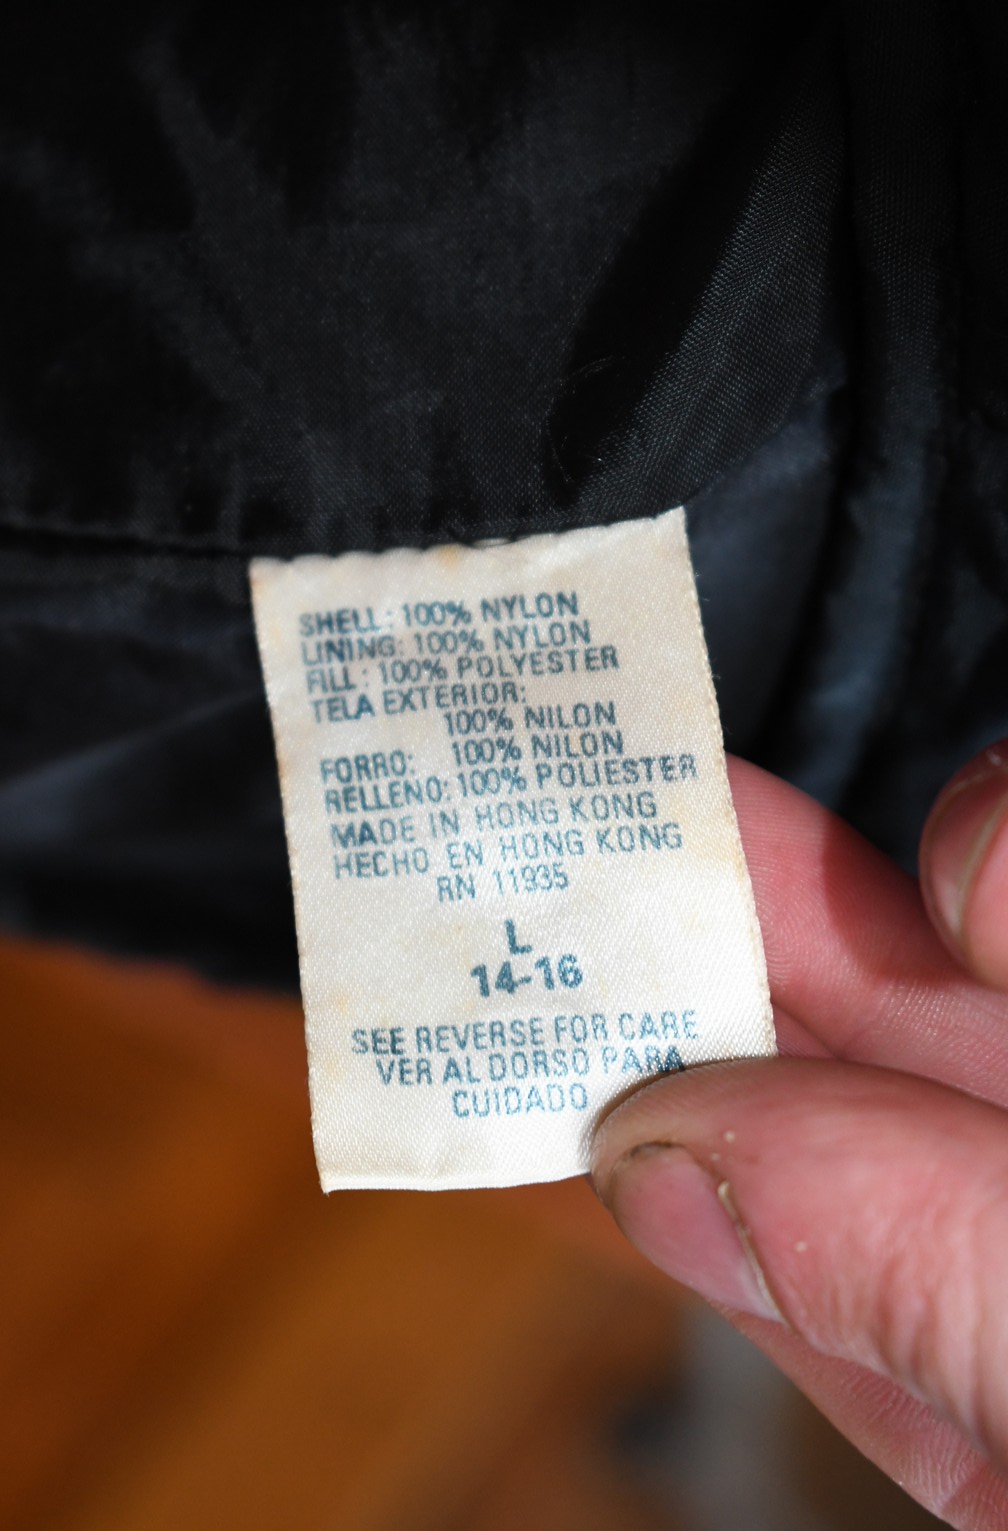 SHELL: 100% NYLON
LINING: 100% NYLON
FILL: 100% POLYESTER
TELA EXTERIOR:
100% NILON
FORRO: 100% NILON
RELLENO: 100% POLIESTER
MADE IN HONG KONG
HECHO EN HONG KONG
RN 11935
L
14-16
SEE REVERSE FOR CARE
VER AL DORSO PARA
CUIDADO